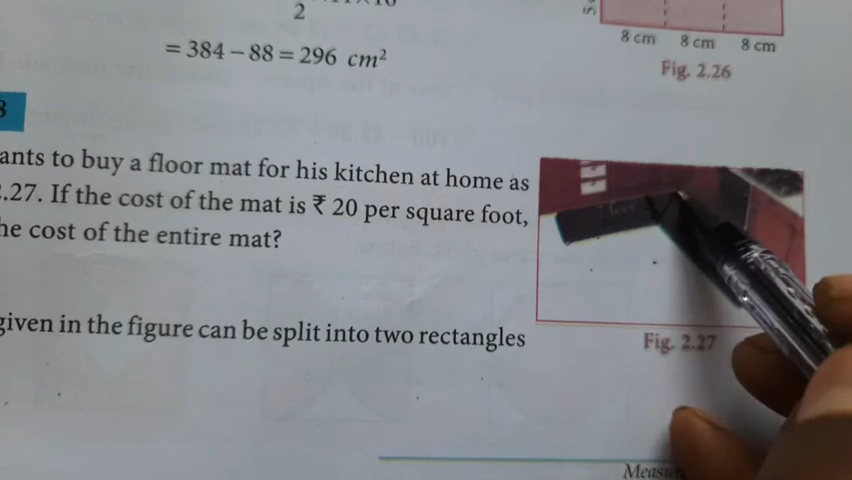 2
= 384 – 88 = 296 cm²
8 cm 8 cm 8 cm
Fig. 2.26
ants to buy a floor mat for his kitchen at home as
.27. If the cost of the mat is ₹ 20 per square foot,
he cost of the entire mat?
given in the figure can be split into two rectangles
Fig. 2.27
Measu